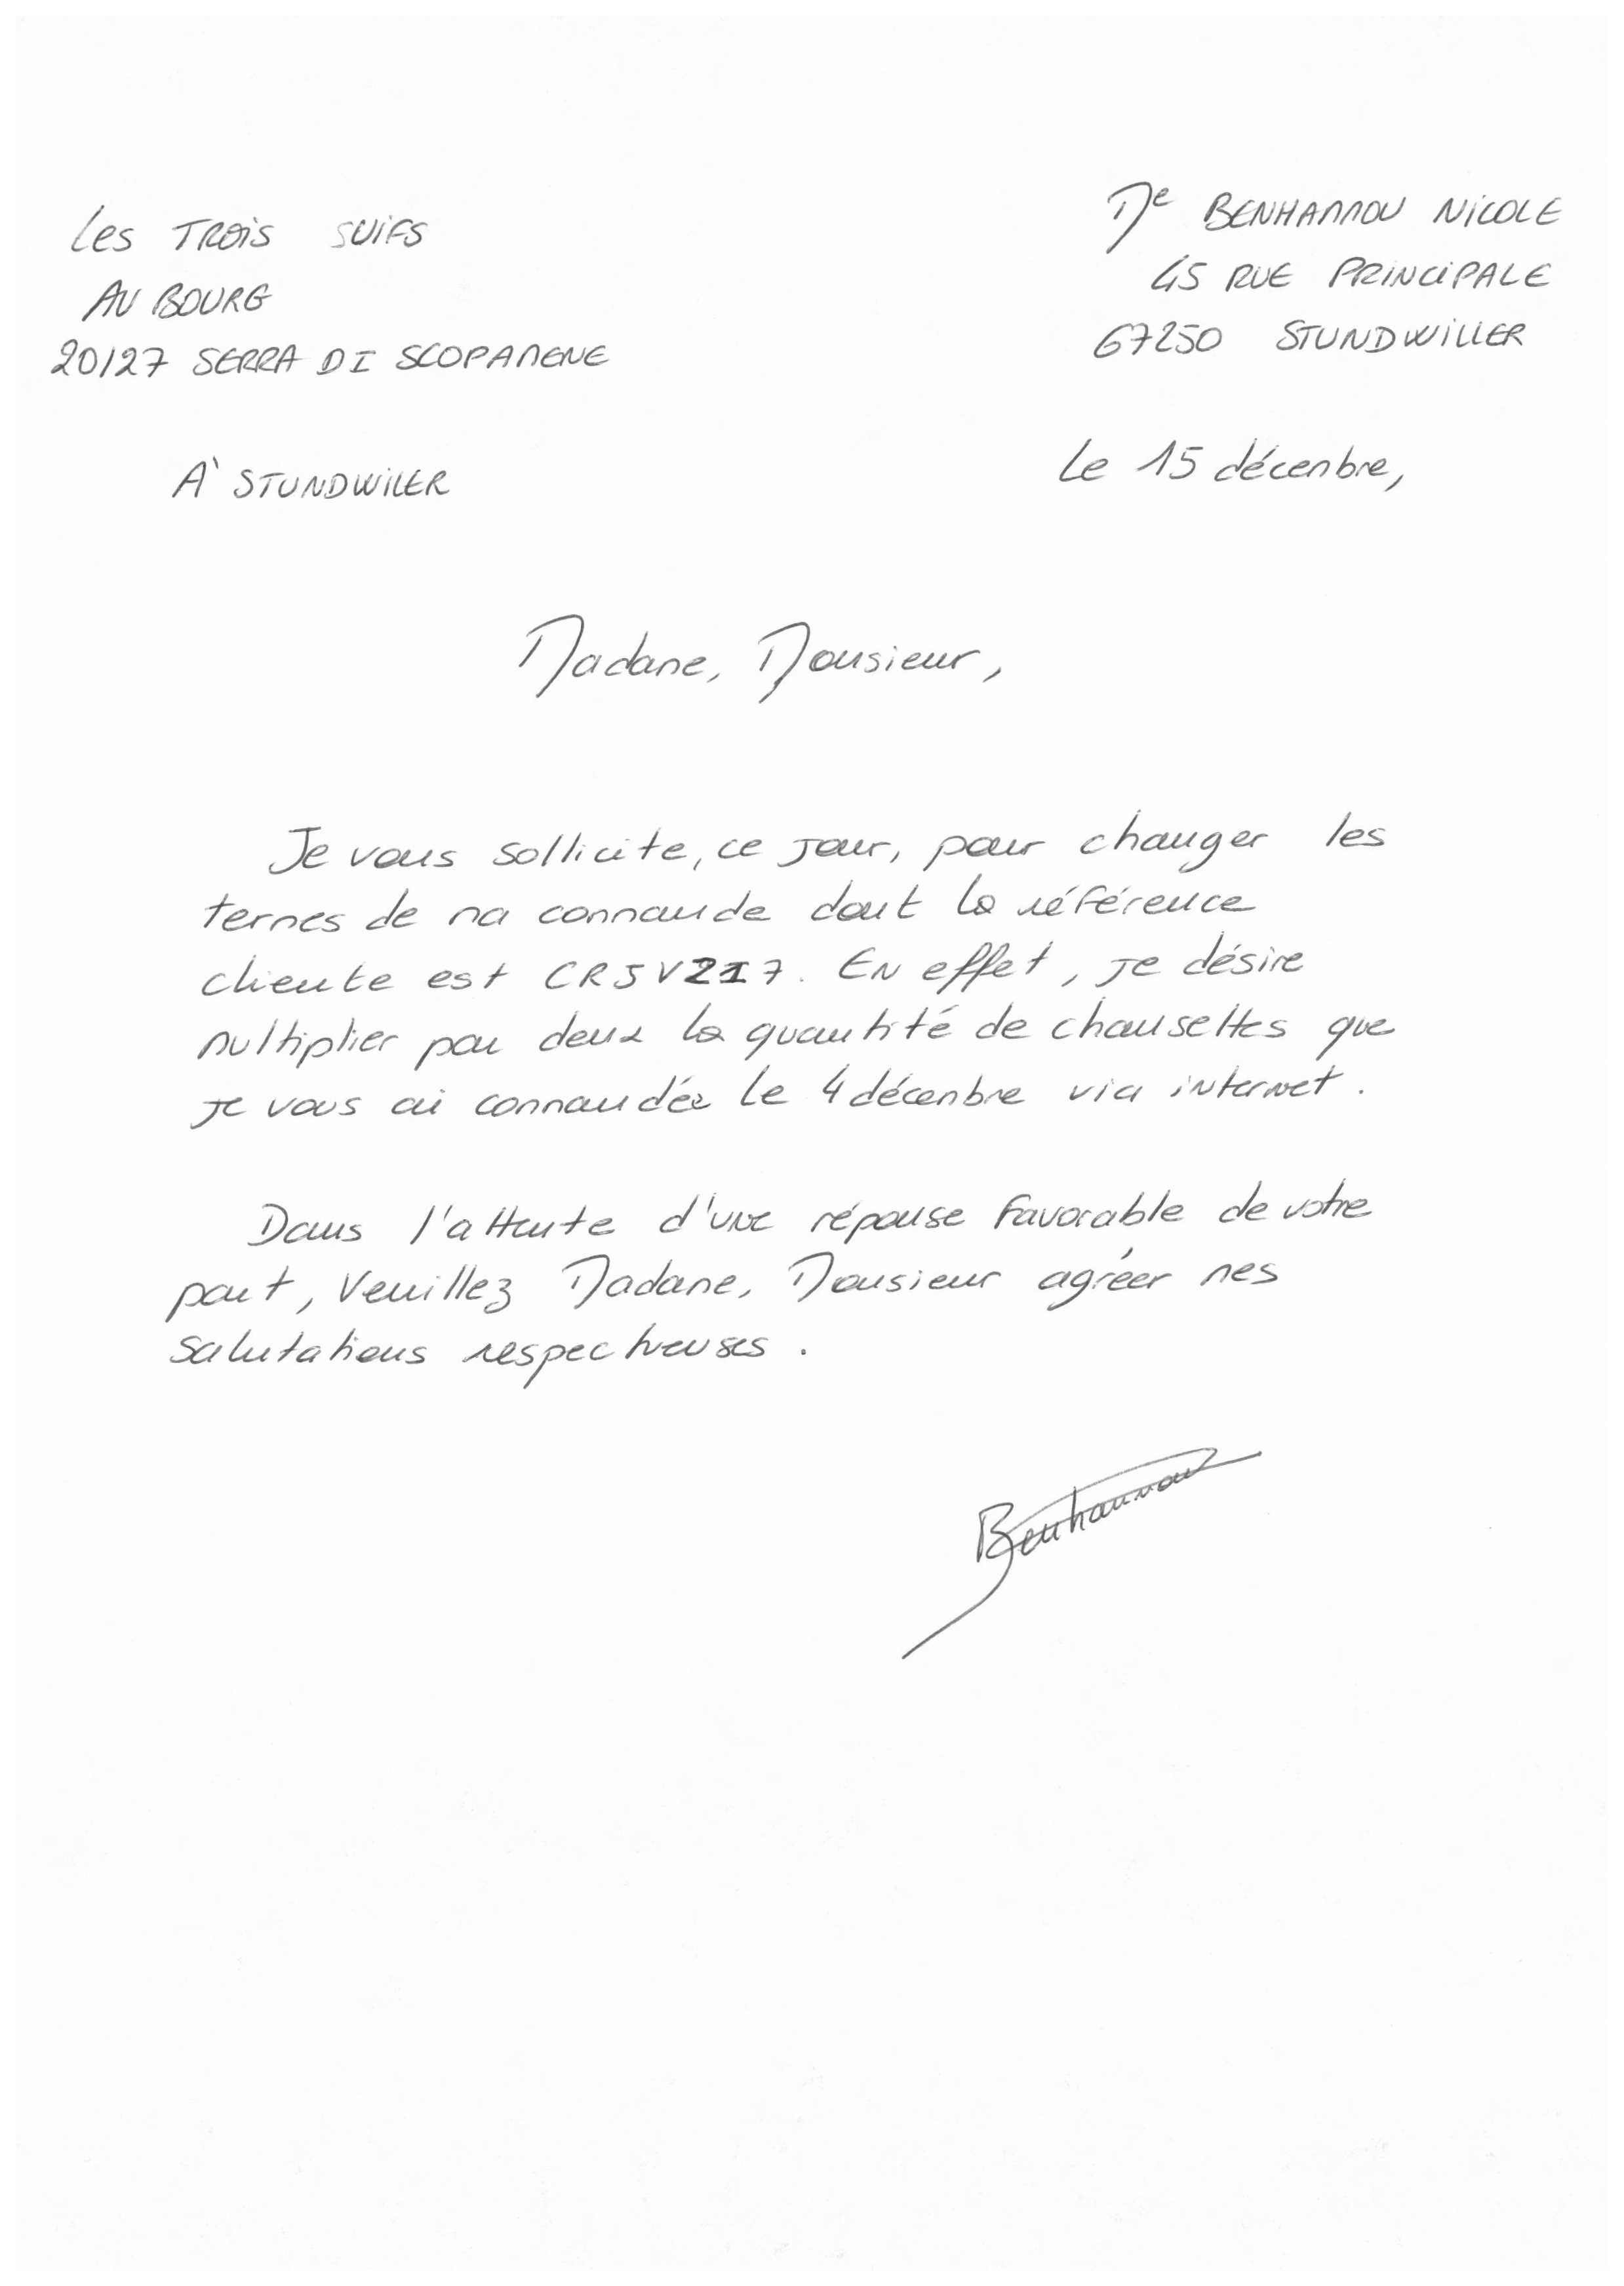 Les TROIS SUIFS
AU BOURG
20127 SERRA DI SCOPAMENE
Me BENHAMMOU NICOLE
45 RUE PRINCIPALE
67250 STUNDWILLER
À STUNDWILLER
Le 15 décembre,
Madame, Monsieur,
Je vous sollicite, ce jour, pour changer les
termes de ma commande dont la référence
cliente est CRJV217. En effet, je désire
multiplier par deux la quantité de chaussettes que
je vous ai commandée le 4 décembre via internet.
Dans l'attente d'une réponse favorable de votre
part, Veuillez Madame, Monsieur agréer mes
salutations respectueuses.
Benhammou